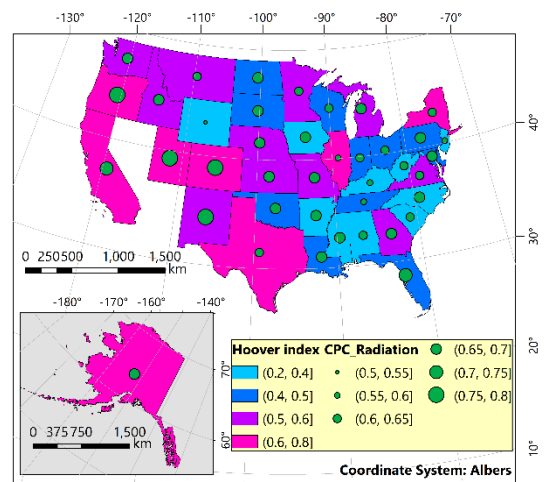 -130° -120° -110° -100° -90° -80° -70°
40°
30°
20°
10°
0 250500 1,000 1,500
km
-180° -170° -160° -150° -140°
70°
60°
0 375 750 1,500
km
Hoover index CPC_Radiation
(0.2, 0.4]
(0.4, 0.5]
(0.5, 0.6]
(0.6, 0.8]
(0.5, 0.55]
(0.55, 0.6]
(0.6, 0.65]
(0.65, 0.7]
(0.7, 0.75]
(0.75, 0.8]
Coordinate System: Albers